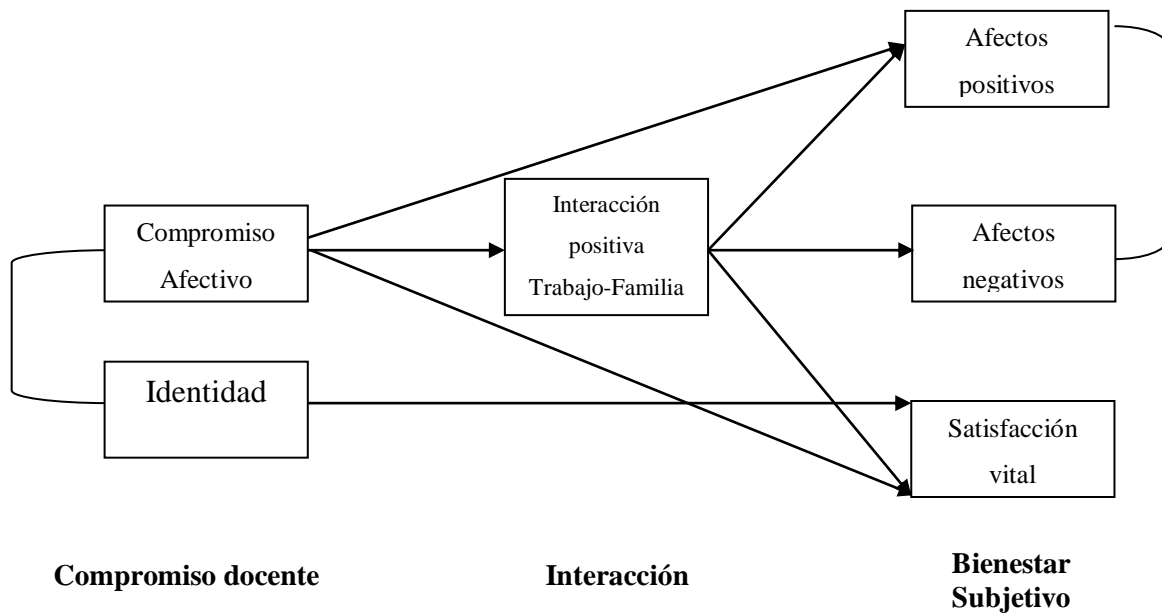 Afectos
positivos
Compromiso
Afectivo
Interacción
positiva
Trabajo-Familia
Afectos
negativos
Identidad
Satisfacción
vital
Compromiso docente
Interacción
Bienestar
Subjetivo